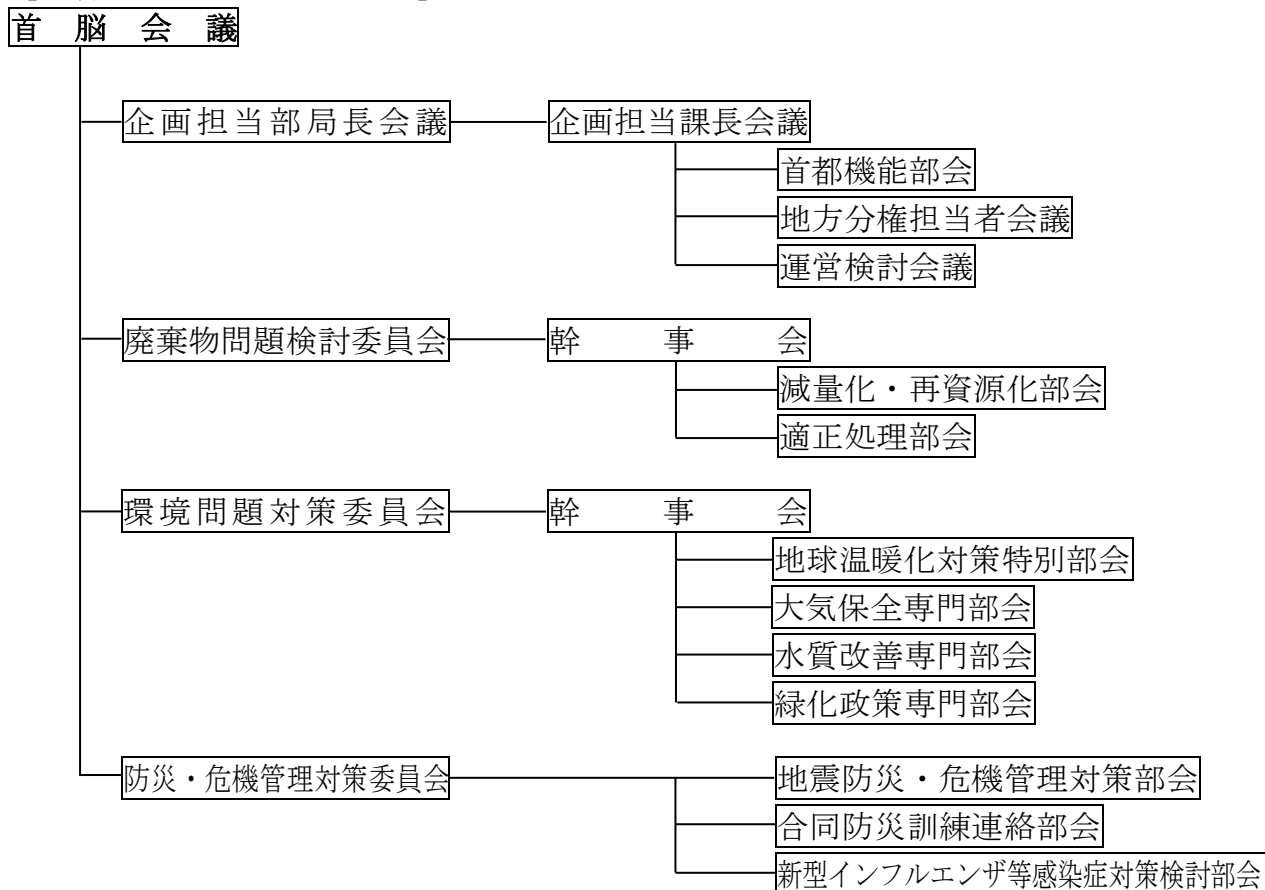 首脳会議
企画担当部局長会議 企画担当課長会議
首都機能部会
地方分権担当者会議
運営検討会議
廃棄物問題検討委員会 幹事会
減量化・再資源化部会
適正処理部会
環境問題対策委員会 幹事会
地球温暖化対策特別部会
大気保全専門部会
水質改善専門部会
緑化政策専門部会
防災・危機管理対策委員会 地震防災・危機管理対策部会
合同防災訓練連絡部会
新型インフルエンザ等感染症対策検討部会